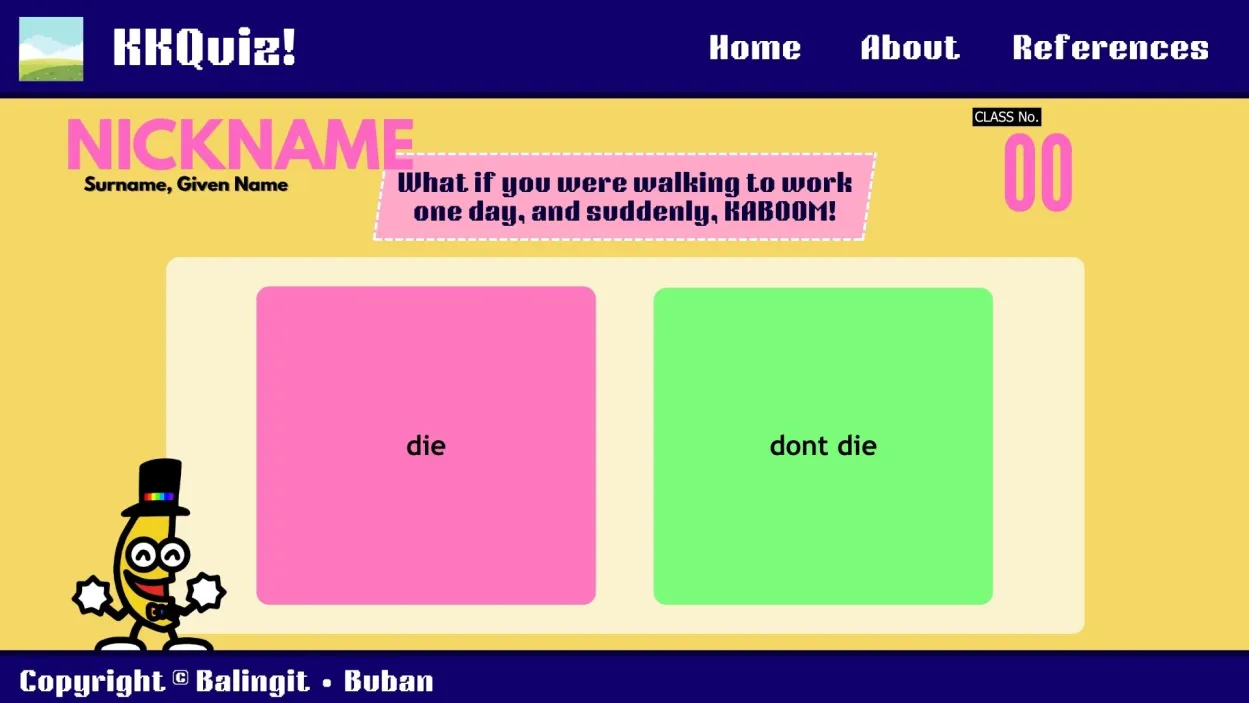 KKQuiz!
Home About References
NICKNAME
Surname, Given Name
CLASS No.
00
What if you were walking to work
one day, and suddenly, KABOOM!
die
dont die
Copyright © Balingit • Buban